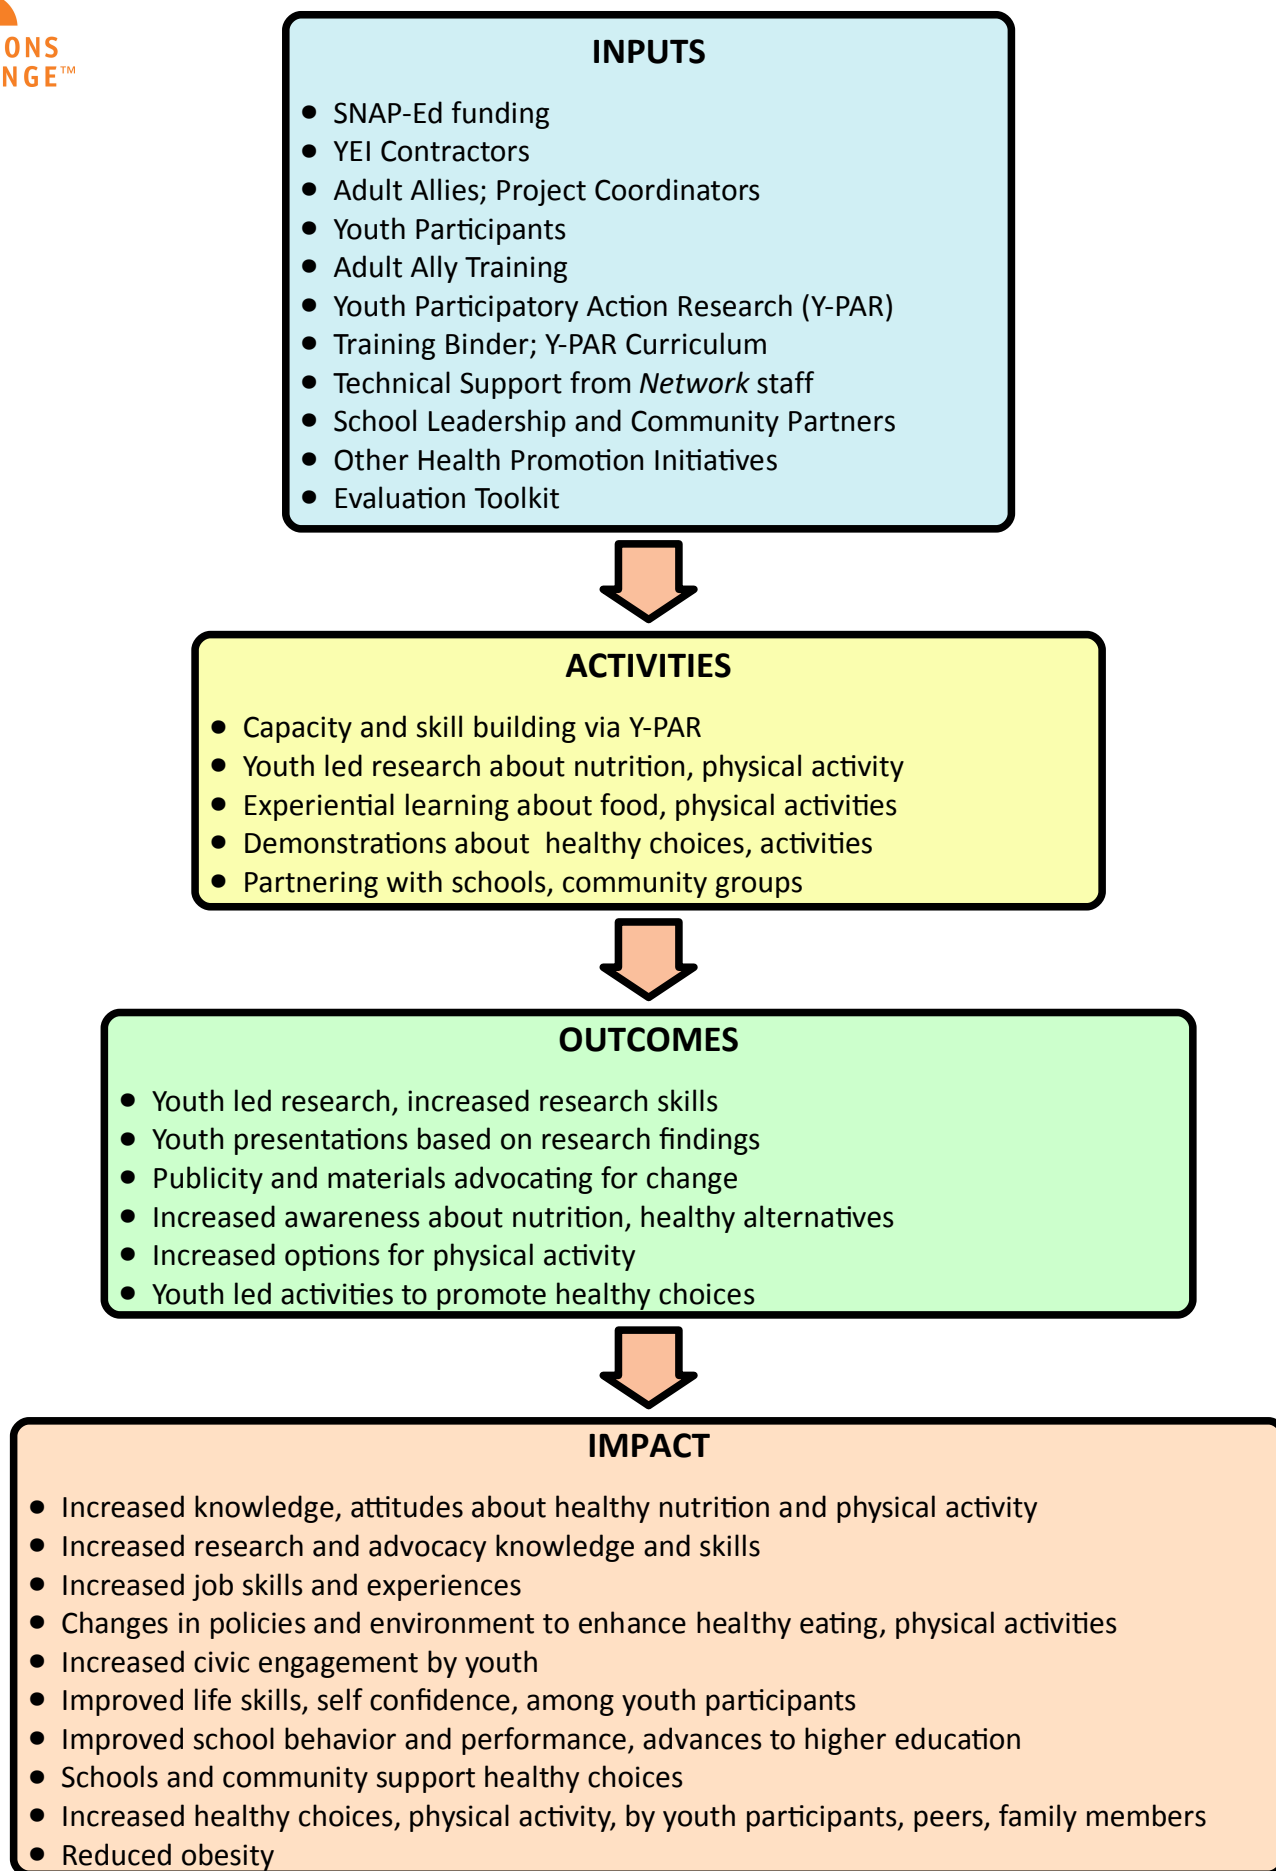 ONS
NGE™
INPUTS
• SNAP-Ed funding
• YEI Contractors
• Adult Allies; Project Coordinators
• Youth Participants
• Adult Ally Training
• Youth Participatory Action Research (Y-PAR)
• Training Binder; Y-PAR Curriculum
• Technical Support from Network staff
• School Leadership and Community Partners
• Other Health Promotion Initiatives
• Evaluation Toolkit
ACTIVITIES
• Capacity and skill building via Y-PAR
• Youth led research about nutrition, physical activity
• Experiential learning about food, physical activities
• Demonstrations about  healthy choices, activities
• Partnering with schools, community groups
OUTCOMES
• Youth led research, increased research skills
• Youth presentations based on research findings
• Publicity and materials advocating for change
• Increased awareness about nutrition, healthy alternatives
• Increased options for physical activity
• Youth led activities to promote healthy choices
IMPACT
• Increased knowledge, attitudes about healthy nutrition and physical activity
• Increased research and advocacy knowledge and skills
• Increased job skills and experiences
• Changes in policies and environment to enhance healthy eating, physical activities
• Increased civic engagement by youth
• Improved life skills, self confidence, among youth participants
• Improved school behavior and performance, advances to higher education
• Schools and community support healthy choices
• Increased healthy choices, physical activity, by youth participants, peers, family members
• Reduced obesity